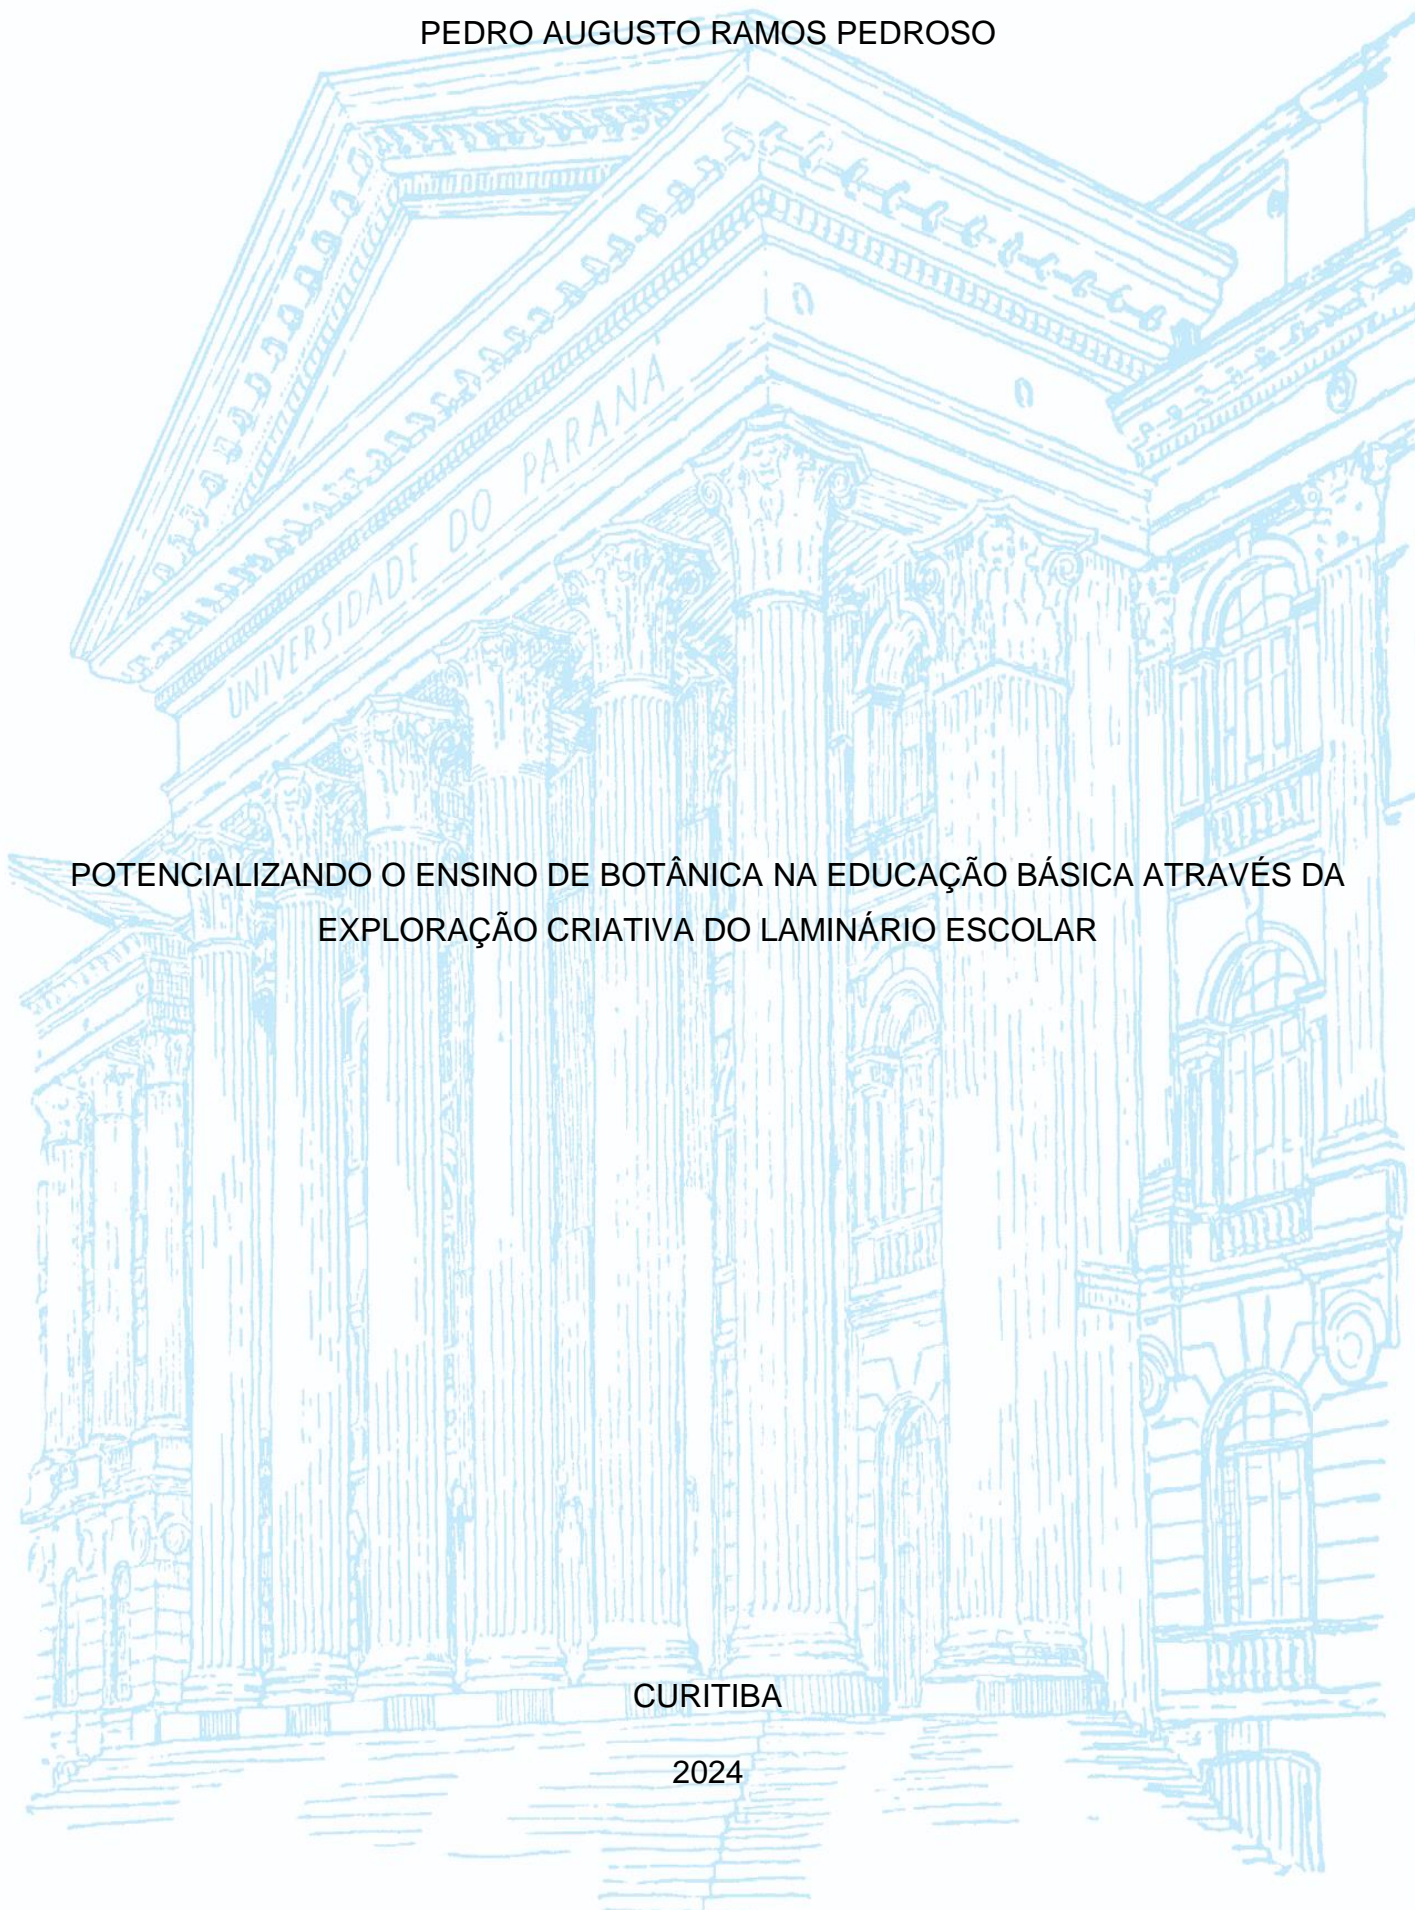 PEDRO AUGUSTO RAMOS PEDROSO
UNIVERSIDADE DO PARANÁ
POTENCIALIZANDO O ENSINO DE BOTÂNICA NA EDUCAÇÃO BÁSICA ATRAVÉS DA
EXPLORAÇÃO CRIATIVA DO LAMINÁRIO ESCOLAR
CURITIBA
2024